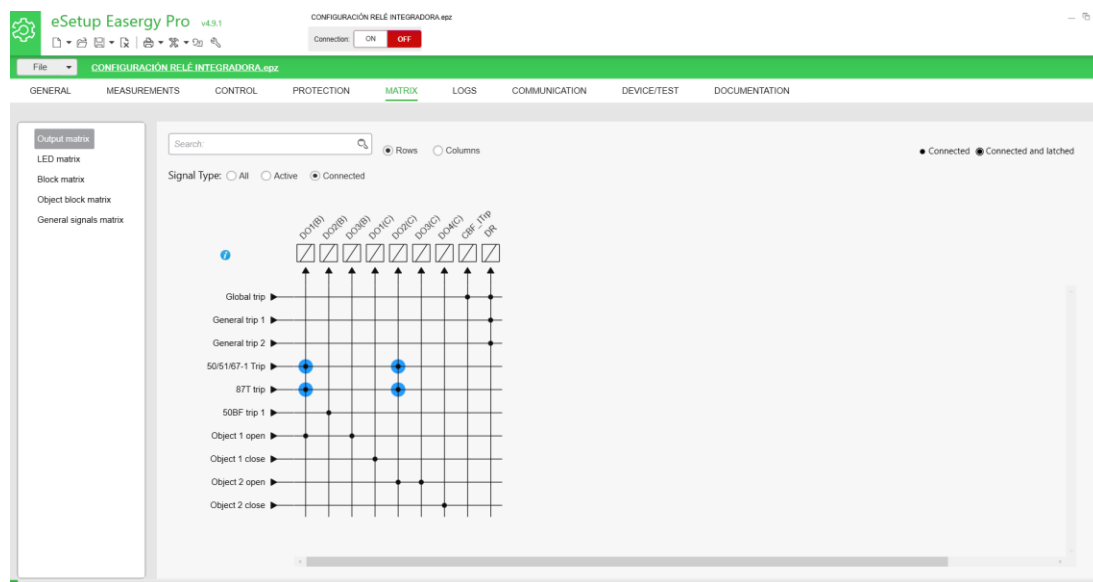 eSetup Easergy Pro v4.9.1
CONFIGURACIÓN RELÉ INTEGRADORA.epz
Connection: ON OFF
File CONFIGURACIÓN RELÉ INTEGRADORA.epz
GENERAL MEASUREMENTS CONTROL PROTECTION MATRIX LOGS COMMUNICATION DEVICE/TEST DOCUMENTATION
Output matrix
LED matrix
Block matrix
Object block matrix
General signals matrix
Search: Rows Columns
Connected Connected and latched
Signal Type: All Active Connected
DO1(B) DO2(B) DO3(B) DO1(C) DO2(C) DO3(C) DO4(C) CBF_ITrip DR
Global trip
General trip 1
General trip 2
50/51/67-1 Trip
87T trip
50BF trip 1
Object 1 open
Object 1 close
Object 2 open
Object 2 close